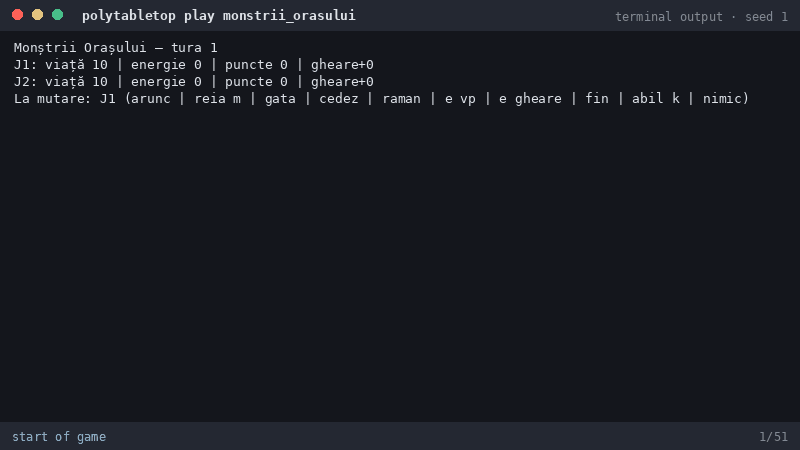 polytabletop play monstrii_orasului
terminal output · seed 1
Monștrii Orașului — tura 1
J1: viață 10 | energie 0 | puncte 0 | gheare+0
J2: viață 10 | energie 0 | puncte 0 | gheare+0
La mutare: J1 (arunc | reia m | gata | cedez | raman | e vp | e gheare | fin | abil k | nimic)
start of game
1/51